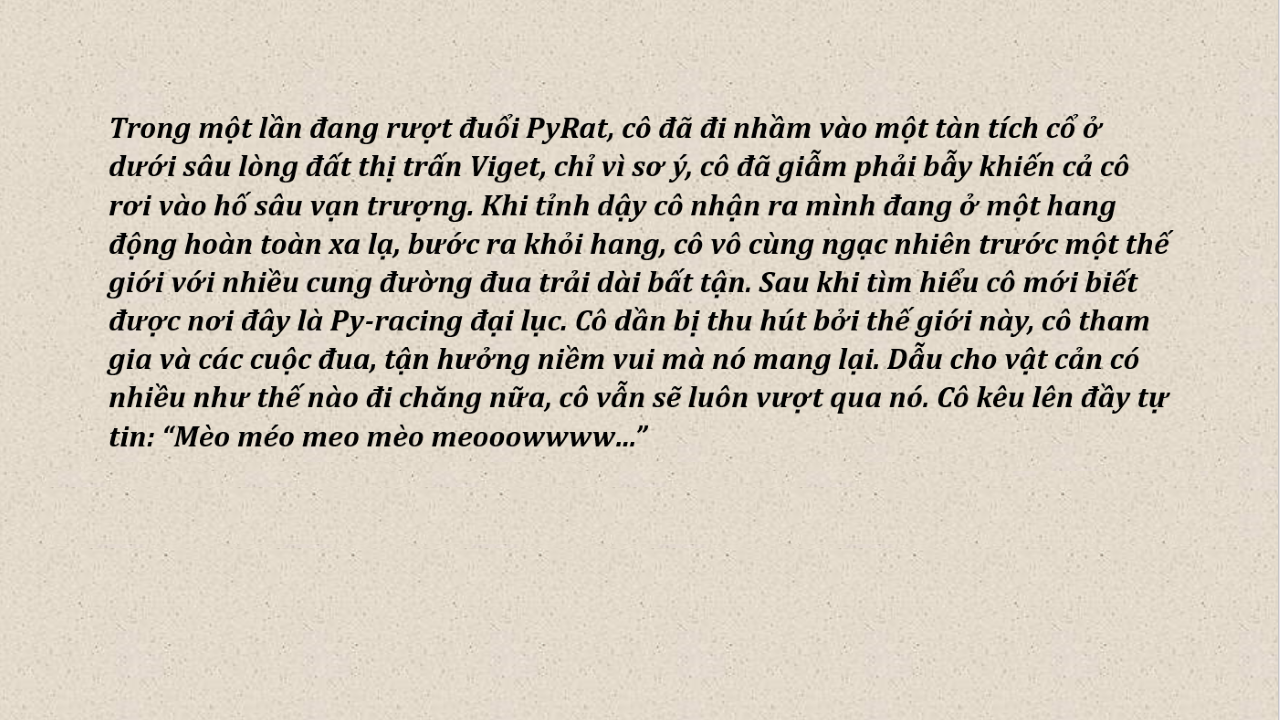 Trong một lần đang rượt đuổi PyRat, cô đã đi nhầm vào một tàn tích cổ ở
dưới sâu lòng đất thị trấn Viget, chỉ vì sơ ý, cô đã giẫm phải bẫy khiến cả cô
rơi vào hố sâu vạn trượng. Khi tỉnh dậy cô nhận ra mình đang ở một hang
động hoàn toàn xa lạ, bước ra khỏi hang, cô vô cùng ngạc nhiên trước một thế
giới với nhiều cung đường đua trải dài bất tận. Sau khi tìm hiểu cô mới biết
được nơi đây là Py-racing đại lục. Cô dần bị thu hút bởi thế giới này, cô tham
gia và các cuộc đua, tận hưởng niềm vui mà nó mang lại. Dẫu cho vật cản có
nhiều như thế nào đi chăng nữa, cô vẫn sẽ luôn vượt qua nó. Cô kêu lên đầy tự
tin: “Mèo méo meo mèo meooowwww…”